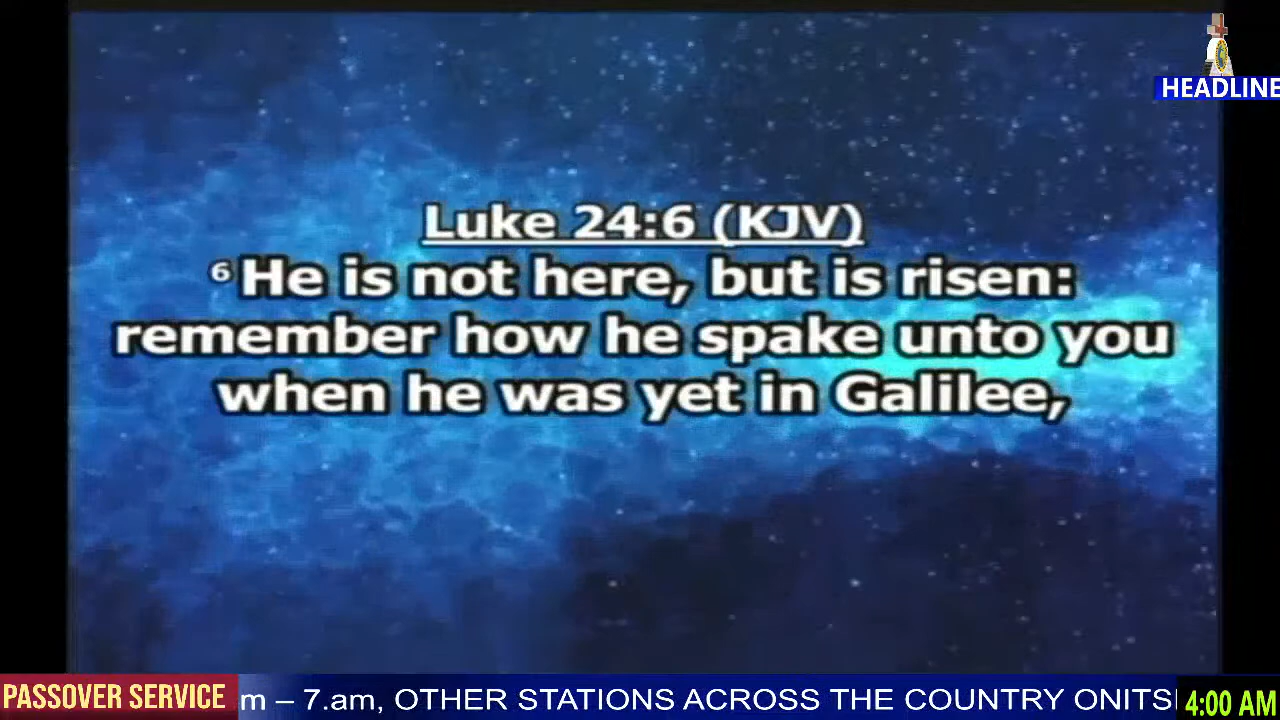 HEADLINE
Luke 24:6 (KJV)
6 He is not here, but is risen:
remember how he spake unto you
when he was yet in Galilee,
PASSOVER SERVICE
m – 7.am, OTHER STATIONS ACROSS THE COUNTRY ONITS
4:00 AM